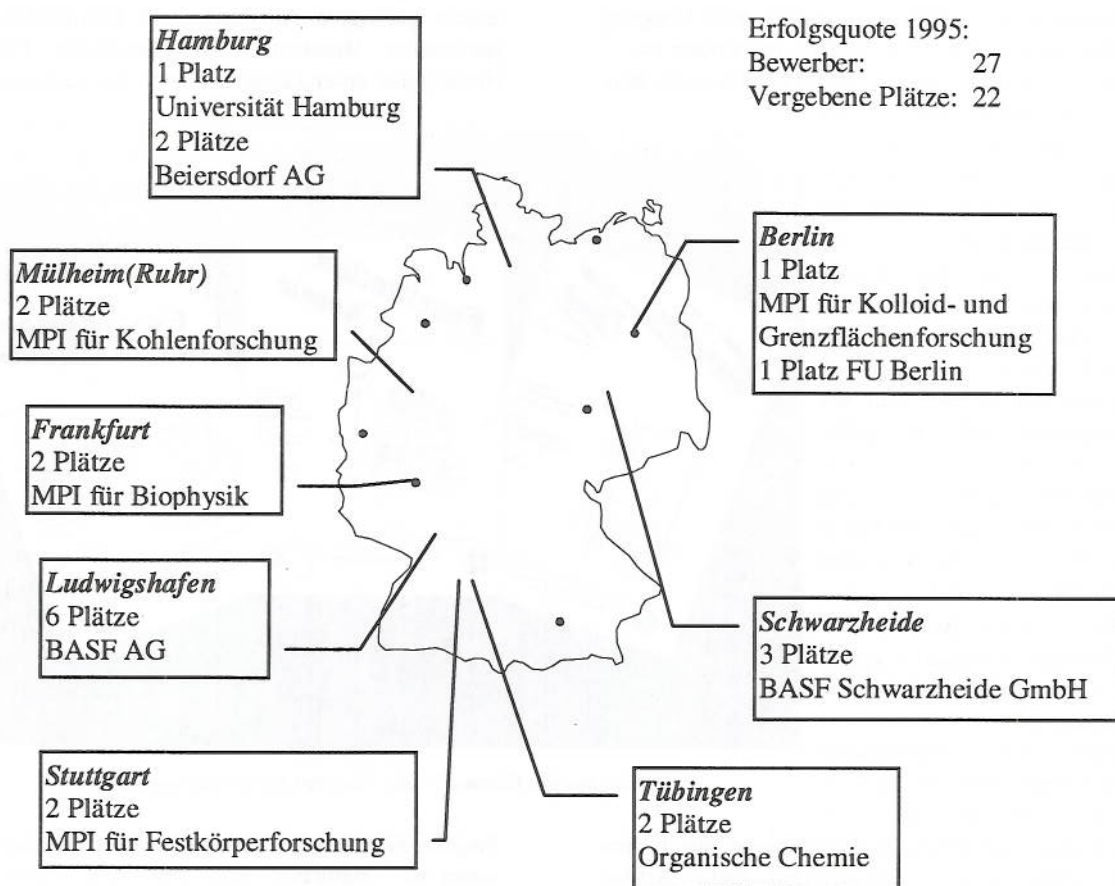 Hamburg
1 Platz
Universität Hamburg
2 Plätze
Beiersdorf AG
Erfolgsquote 1995:
Bewerber: 27
Vergebene Plätze: 22
Mülheim(Ruhr)
2 Plätze
MPI für Kohlenforschung
Berlin
1 Platz
MPI für Kolloid- und
Grenzflächenforschung
1 Platz FU Berlin
Frankfurt
2 Plätze
MPI für Biophysik
Ludwigshafen
6 Plätze
BASF AG
Schwarzheide
3 Plätze
BASF Schwarzheide GmbH
Stuttgart
2 Plätze
MPI für Festkörperforschung
Tübingen
2 Plätze
Organische Chemie